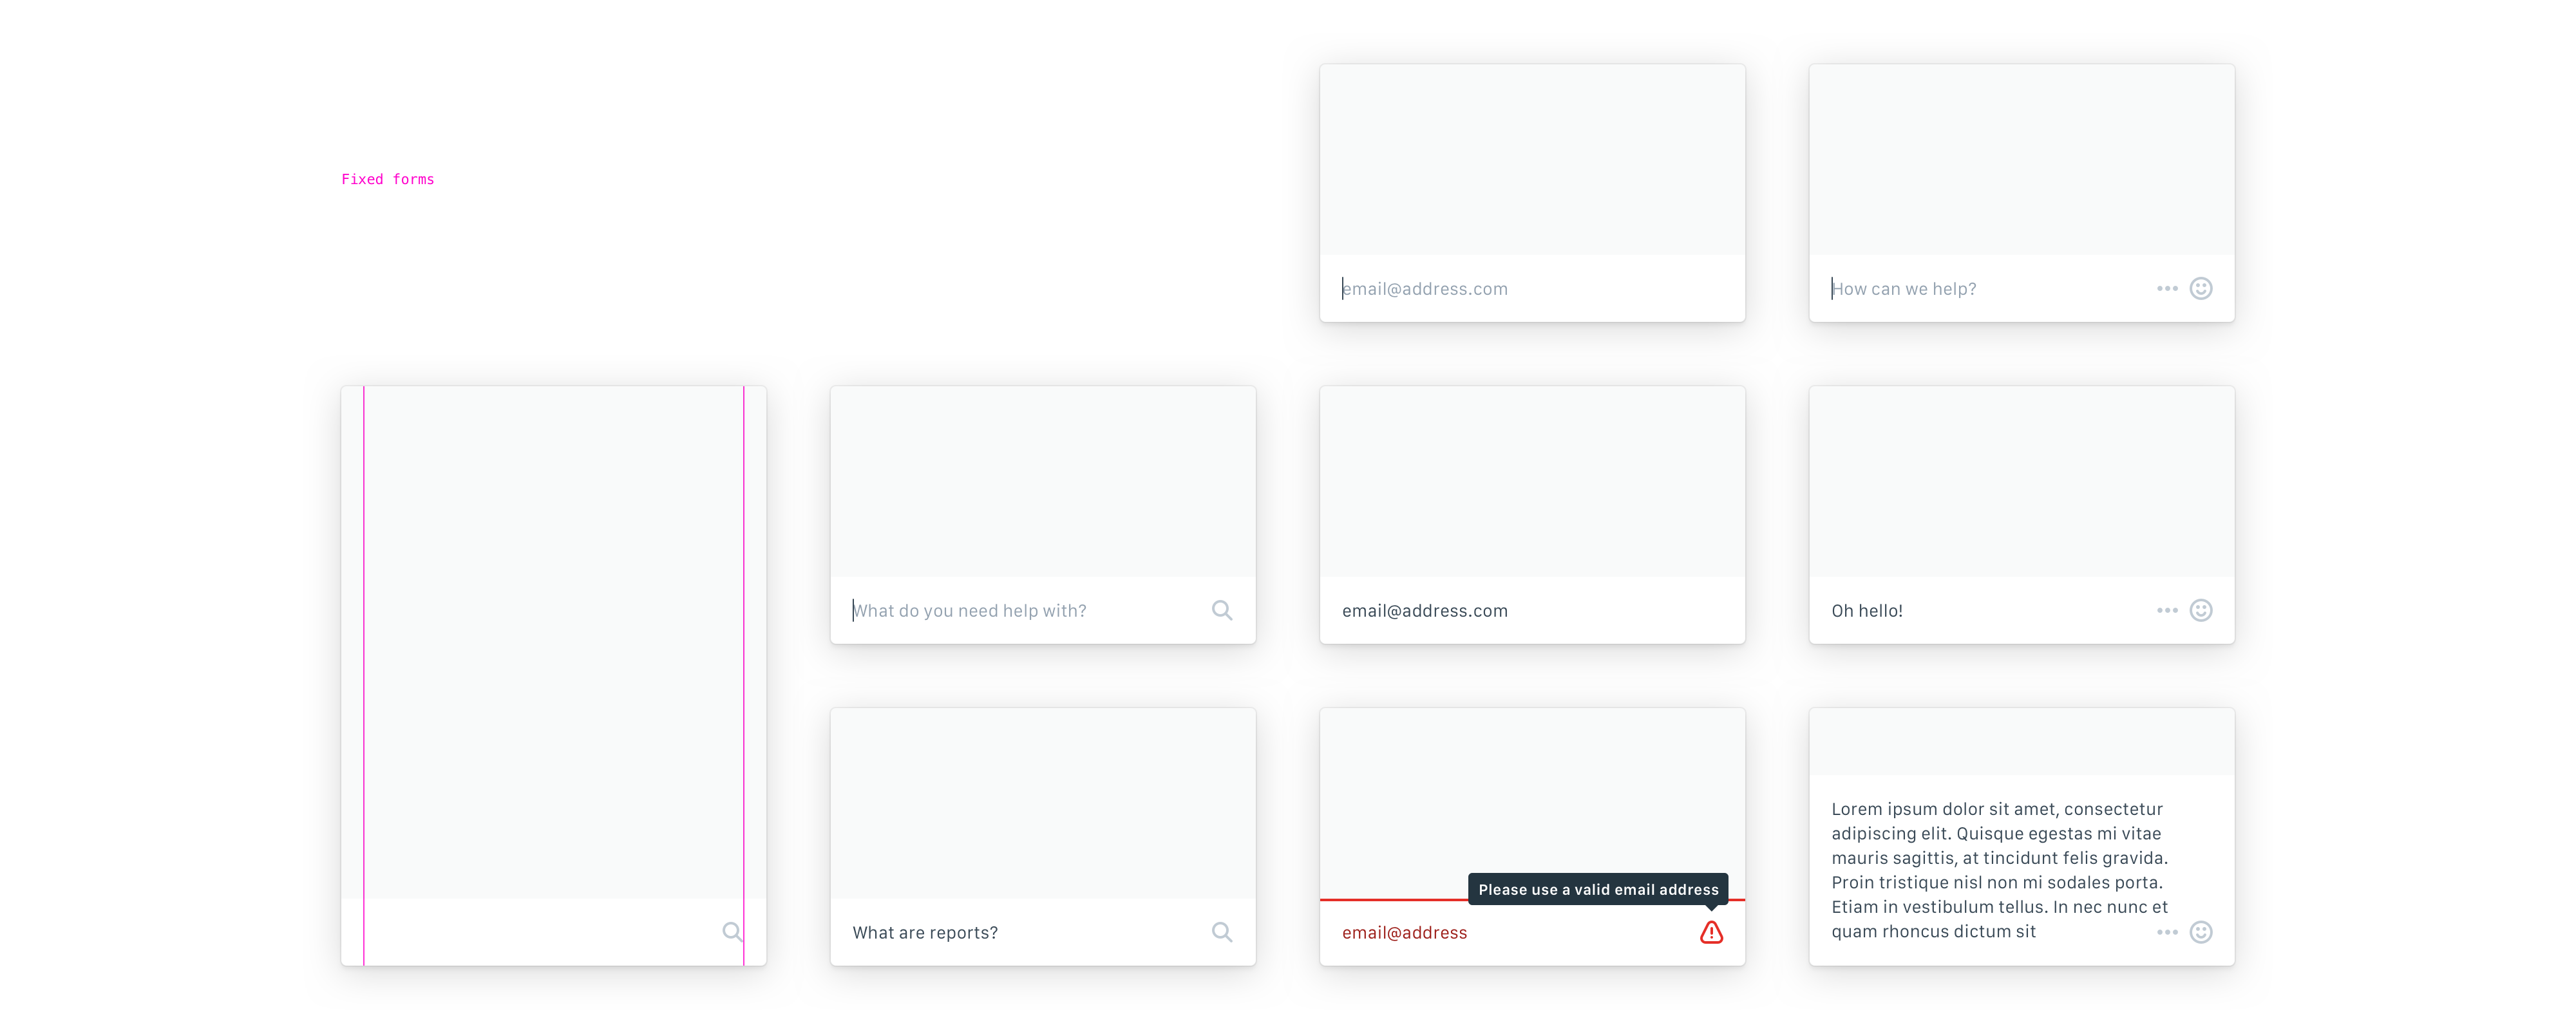 Fixed forms
email@address.com
How can we help?
What do you need help with?
email@address.com
Oh hello!
What are reports?
Please use a valid email address
email@address
Lorem ipsum dolor sit amet, consectetur
adipiscing elit. Quisque egestas mi vitae
mauris sagittis, at tincidunt felis gravida.
Proin tristique nisl non mi sodales porta.
Etiam in vestibulum tellus. In nec nunc et
quam rhoncus dictum sit